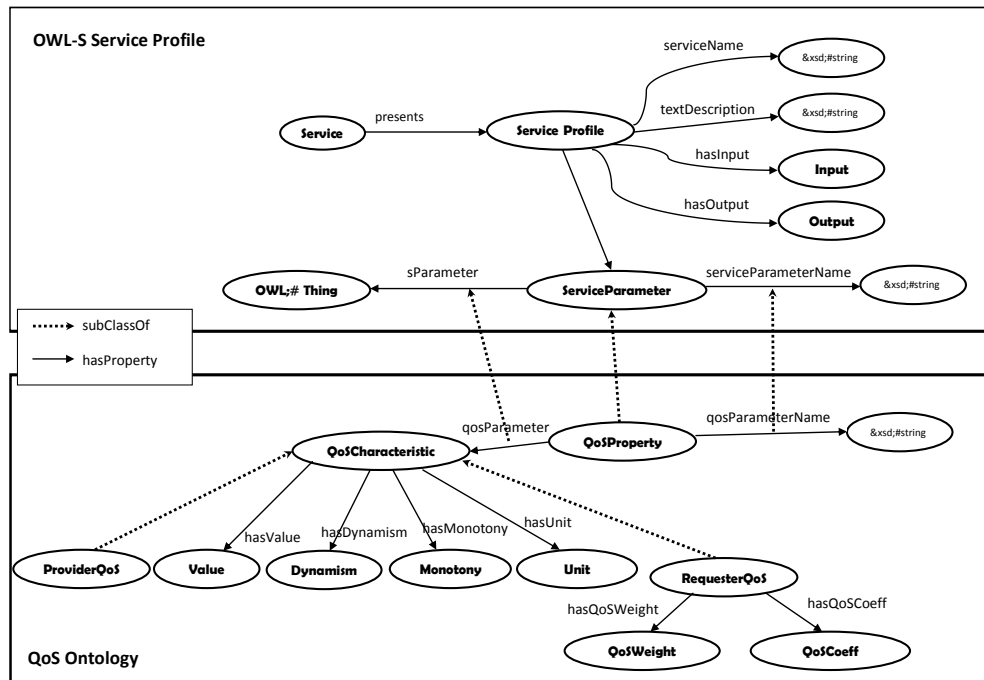 OWL-S Service Profile
serviceName
&xsd;#string
textDescription
&xsd;#string
presents
Service
Service Profile
hasInput
Input
hasOutput
Output
sParameter
serviceParameterName
OWL;# Thing
ServiceParameter
&xsd;#string
subClassOf
hasProperty
qosParameter
qosParameterName
QoSProperty
&xsd;#string
QoSCharacteristic
hasValue
hasDynamism
hasMonotony
hasUnit
ProviderQoS
Value
Dynamism
Monotony
Unit
RequesterQoS
hasQoSWeight
hasQoSCoeff
QoSWeight
QoSCoeff
QoS Ontology